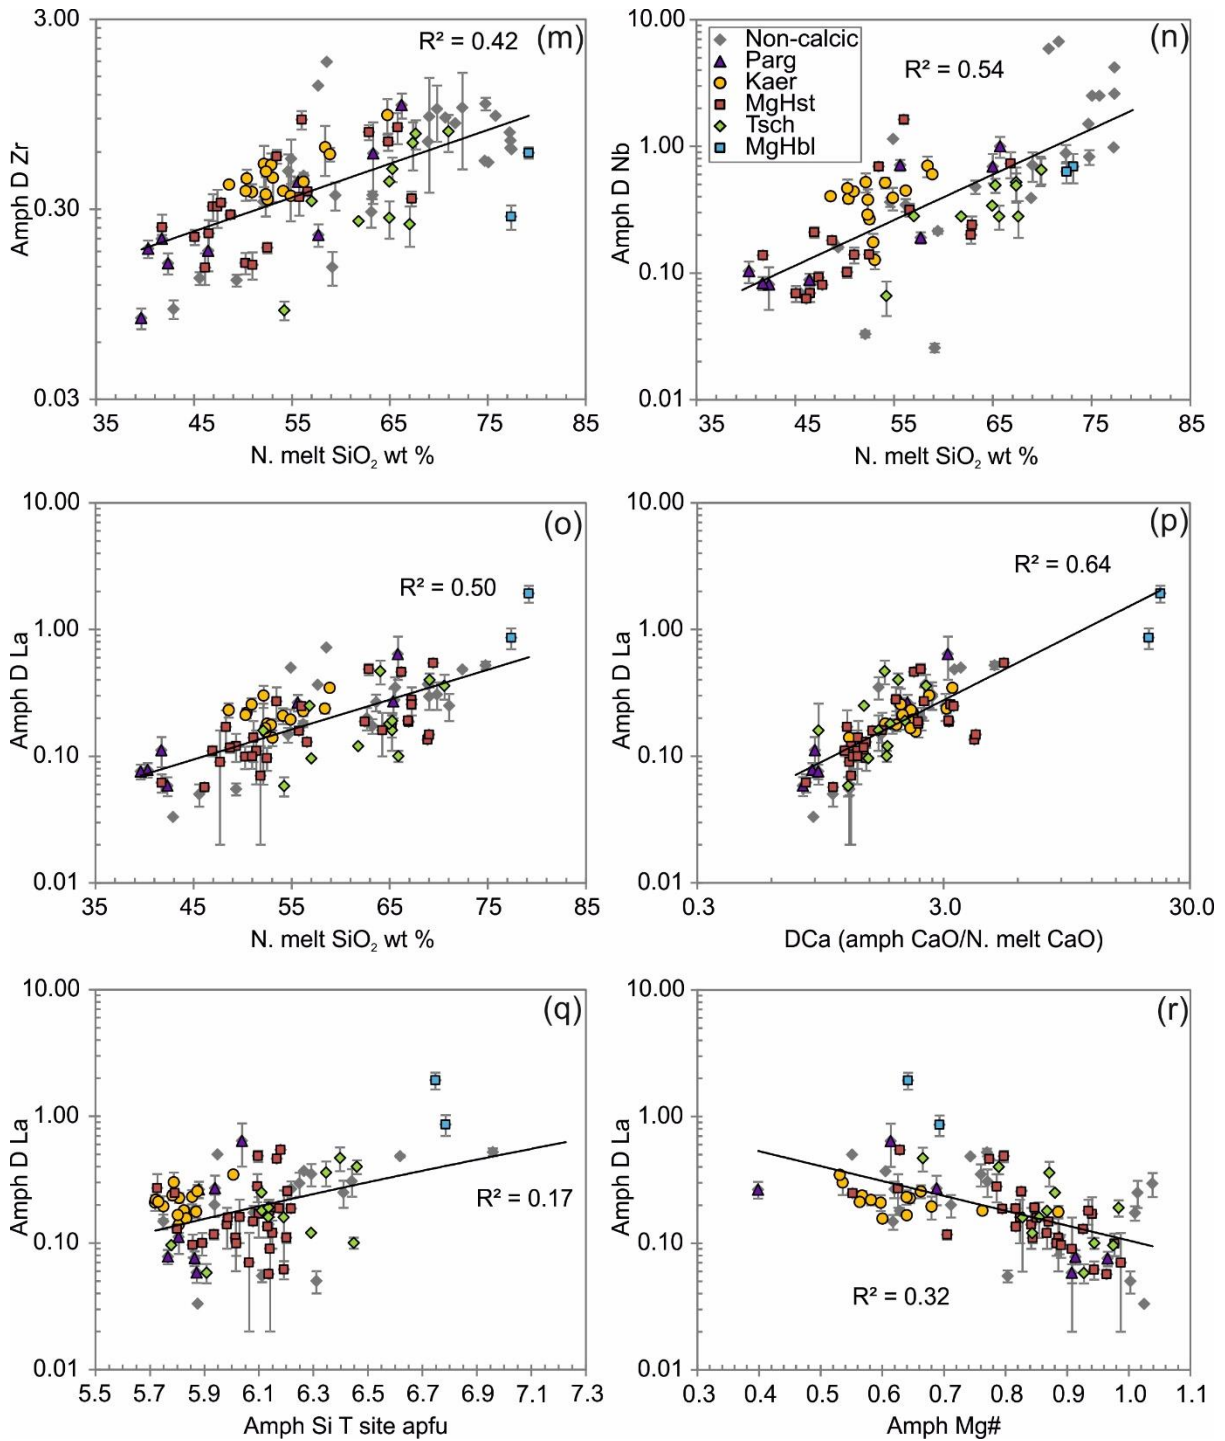 (m)
R² = 0.42
3.00
0.30
0.03
Amph D Zr
35 45 55 65 75 85
N. melt SiO₂ wt %
(n)
Non-calcic
Parg
Kaer
MgHst
Tsch
MgHbl
R² = 0.54
10.00
1.00
0.10
0.01
Amph D Nb
35 45 55 65 75 85
N. melt SiO₂ wt %
(o)
R² = 0.50
10.00
1.00
0.10
0.01
Amph D La
35 45 55 65 75 85
N. melt SiO₂ wt %
(p)
R² = 0.64
10.00
1.00
0.10
0.01
Amph D La
0.3 3.0 30.0
DCa (amph CaO/N. melt CaO)
(q)
R² = 0.17
10.00
1.00
0.10
0.01
Amph D La
5.5 5.7 5.9 6.1 6.3 6.5 6.7 6.9 7.1 7.3
Amph Si T site apfu
(r)
R² = 0.32
10.00
1.00
0.10
0.01
Amph D La
0.3 0.4 0.5 0.6 0.7 0.8 0.9 1.0 1.1
Amph Mg#